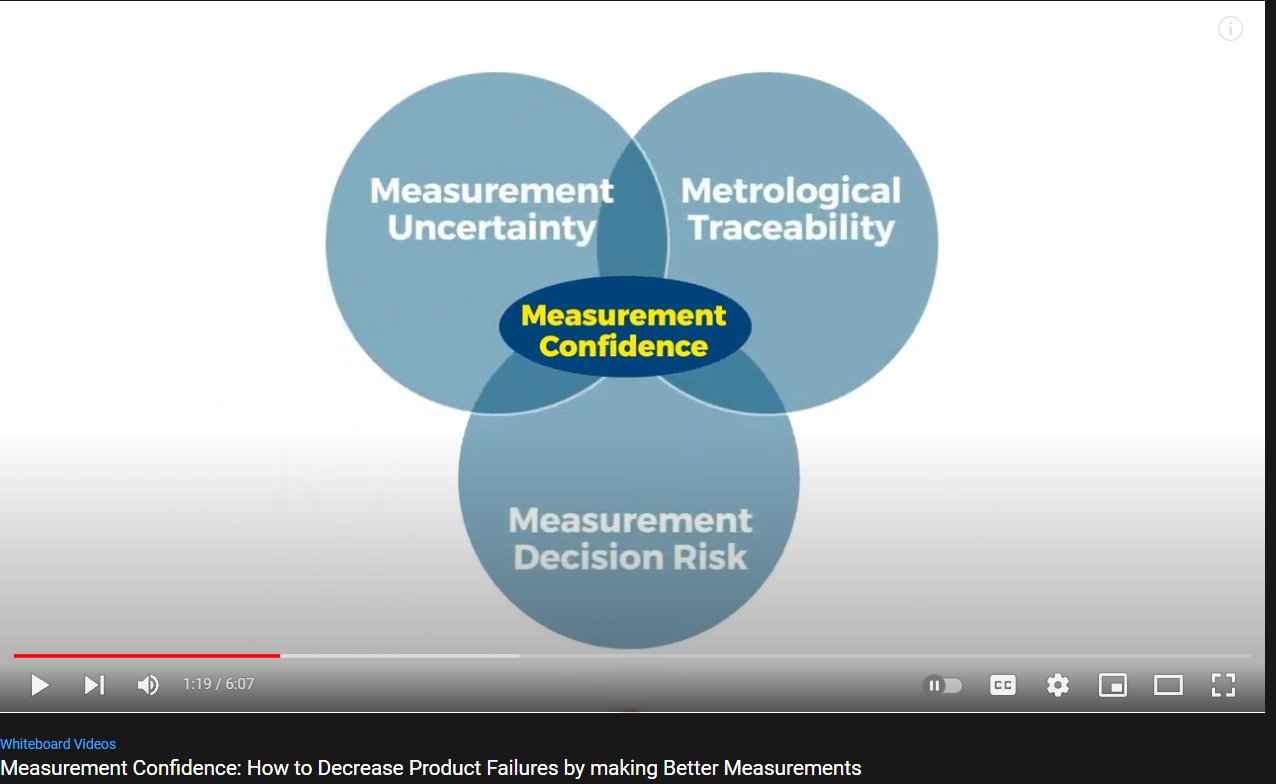 Measurement
Uncertainty
Metrological
Traceability
Measurement
Confidence
Measurement
Decision Risk
1:19 / 6:07
CC
Whiteboard Videos
Measurement Confidence: How to Decrease Product Failures by making Better Measurements